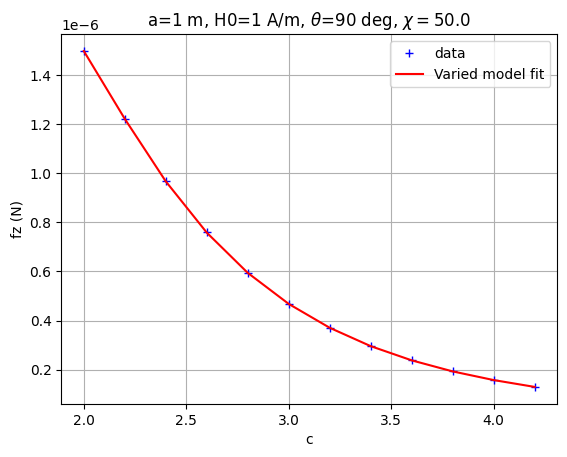 a=1 m, H0=1 A/m, θ=90 deg, χ = 50.0
1e−6
data
Varied model fit
1.4
1.2
1.0
0.8
0.6
0.4
0.2
fz (N)
2.0 2.5 3.0 3.5 4.0
c